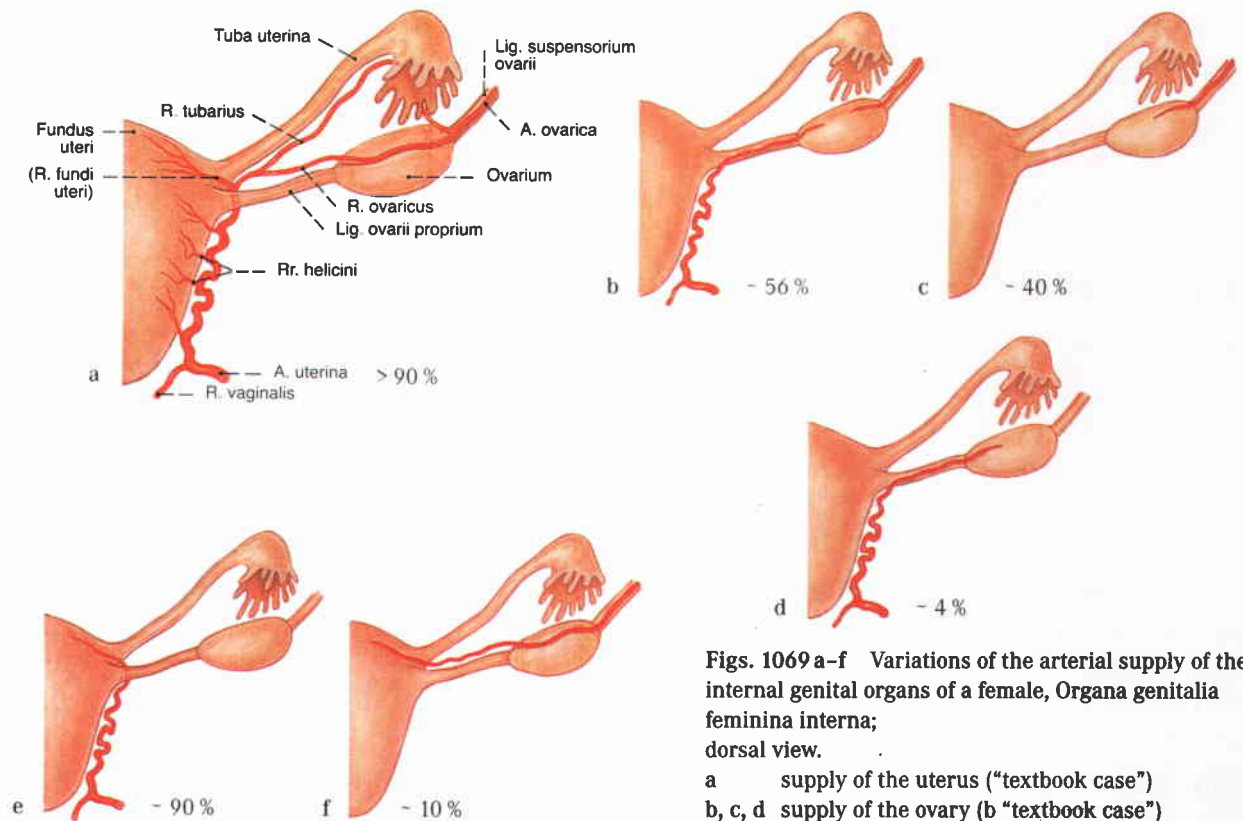 Tuba uterina
Lig. suspensorium
ovarii
R. tubarius
A. ovarica
Fundus
uteri
(R. fundi
uteri)
Ovarium
R. ovaricus
Lig. ovarii proprium
Rr. helicini
a
A. uterina
> 90 %
R. vaginalis
b
~ 56 %
c
~ 40 %
d
~ 4 %
e
~ 90 %
f
~ 10 %
Figs. 1069 a–f Variations of the arterial supply of the
internal genital organs of a female, Organa genitalia
feminina interna;
dorsal view.
a supply of the uterus (“textbook case”)
b, c, d supply of the ovary (b “textbook case”)